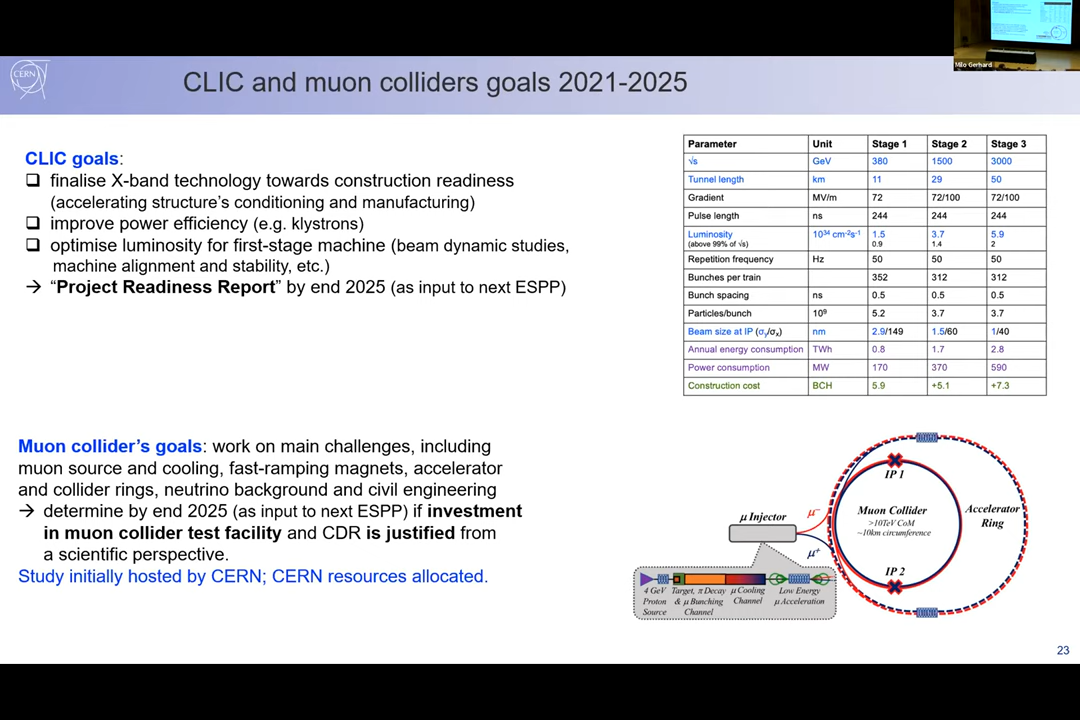 Milo Gerhard
CERN
CLIC and muon colliders goals 2021-2025
CLIC goals:
❑ finalise X-band technology towards construction readiness
(accelerating structure's conditioning and manufacturing)
❑ improve power efficiency (e.g. klystrons)
❑ optimise luminosity for first-stage machine (beam dynamic studies,
machine alignment and stability, etc.)
→ “Project Readiness Report” by end 2025 (as input to next ESPP)
Parameter Unit Stage 1 Stage 2 Stage 3
√s GeV 380 1500 3000
Tunnel length km 11 29 50
Gradient MV/m 72 72/100 72/100
Pulse length ns 244 244 244
Luminosity 10³⁴ cm⁻²s⁻¹ 1.5 3.7 5.9
(above 99% of √s) 0.9 1.4 2
Repetition frequency Hz 50 50 50
Bunches per train 352 312 312
Bunch spacing ns 0.5 0.5 0.5
Particles/bunch 10⁹ 5.2 3.7 3.7
Beam size at IP (σy/σx) nm 2.9/149 1.5/60 1/40
Annual energy consumption TWh 0.8 1.7 2.8
Power consumption MW 170 370 590
Construction cost BCH 5.9 +5.1 +7.3
Muon collider's goals: work on main challenges, including
muon source and cooling, fast-ramping magnets, accelerator
and collider rings, neutrino background and civil engineering
→ determine by end 2025 (as input to next ESPP) if investment
in muon collider test facility and CDR is justified from
a scientific perspective.
Study initially hosted by CERN; CERN resources allocated.
IP 1
μ Injector
μ⁻
μ⁺
Muon Collider
>10TeV CoM
~10km circumference
Accelerator
Ring
IP 2
4 GeV Target, π Decay μ Cooling Low Energy
Proton & μ Bunching Channel μ Acceleration
Source Channel
23